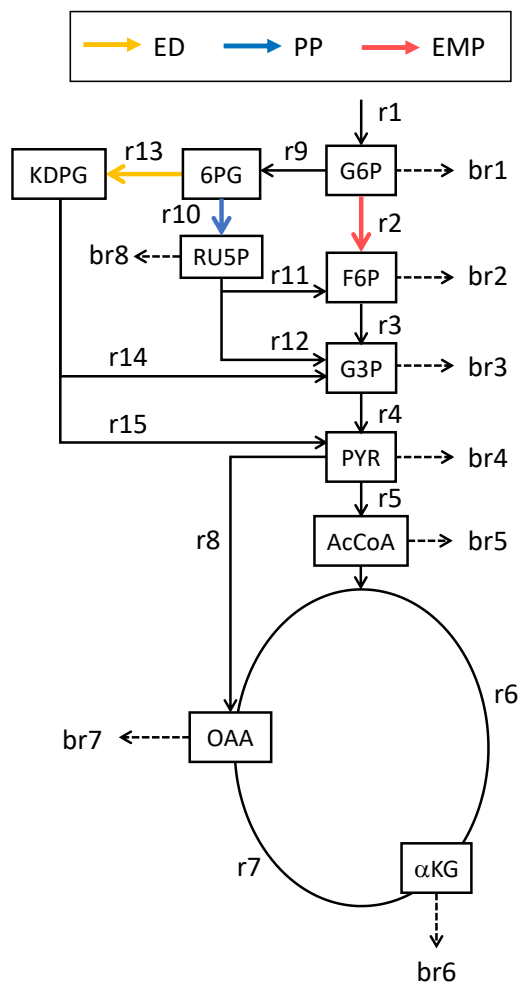 ED PP EMP
r1
r13 r9
KDPG 6PG G6P br1
r10 r2
br8 RU5P r11 F6P br2
r12 r3
r14 G3P br3
r15 r4
PYR br4
r8 r5
AcCoA br5
r6
br7 OAA
r7 αKG
br6